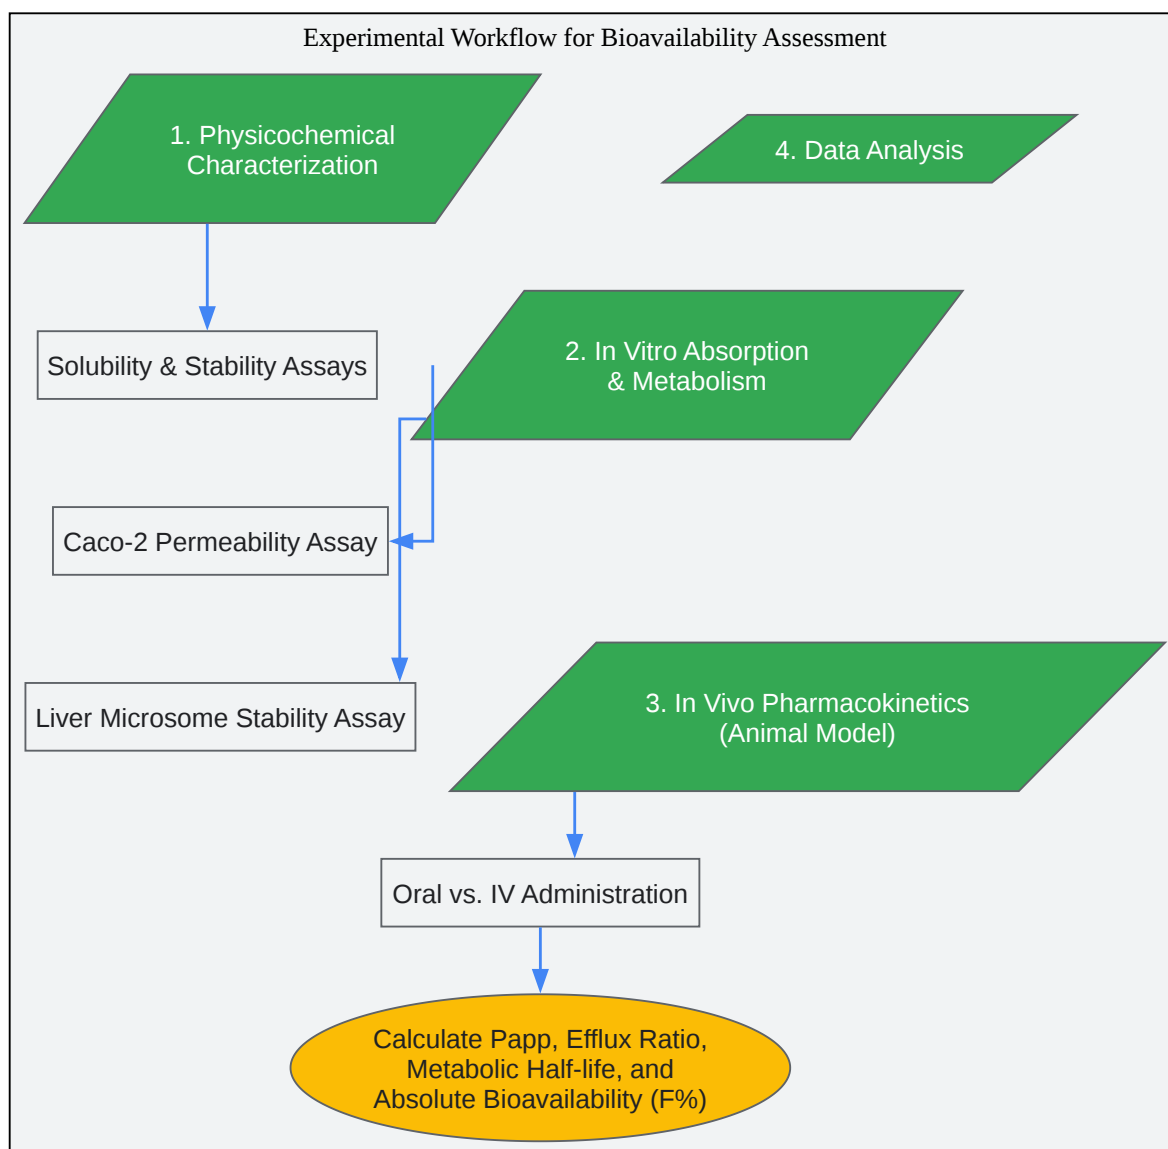 Experimental Workflow for Bioavailability Assessment
1. Physicochemical
Characterization
4. Data Analysis
Solubility & Stability Assays
2. In Vitro Absorption
& Metabolism
Caco-2 Permeability Assay
Liver Microsome Stability Assay
3. In Vivo Pharmacokinetics
(Animal Model)
Oral vs. IV Administration
Calculate Papp, Efflux Ratio,
Metabolic Half-life, and
Absolute Bioavailability (F%)